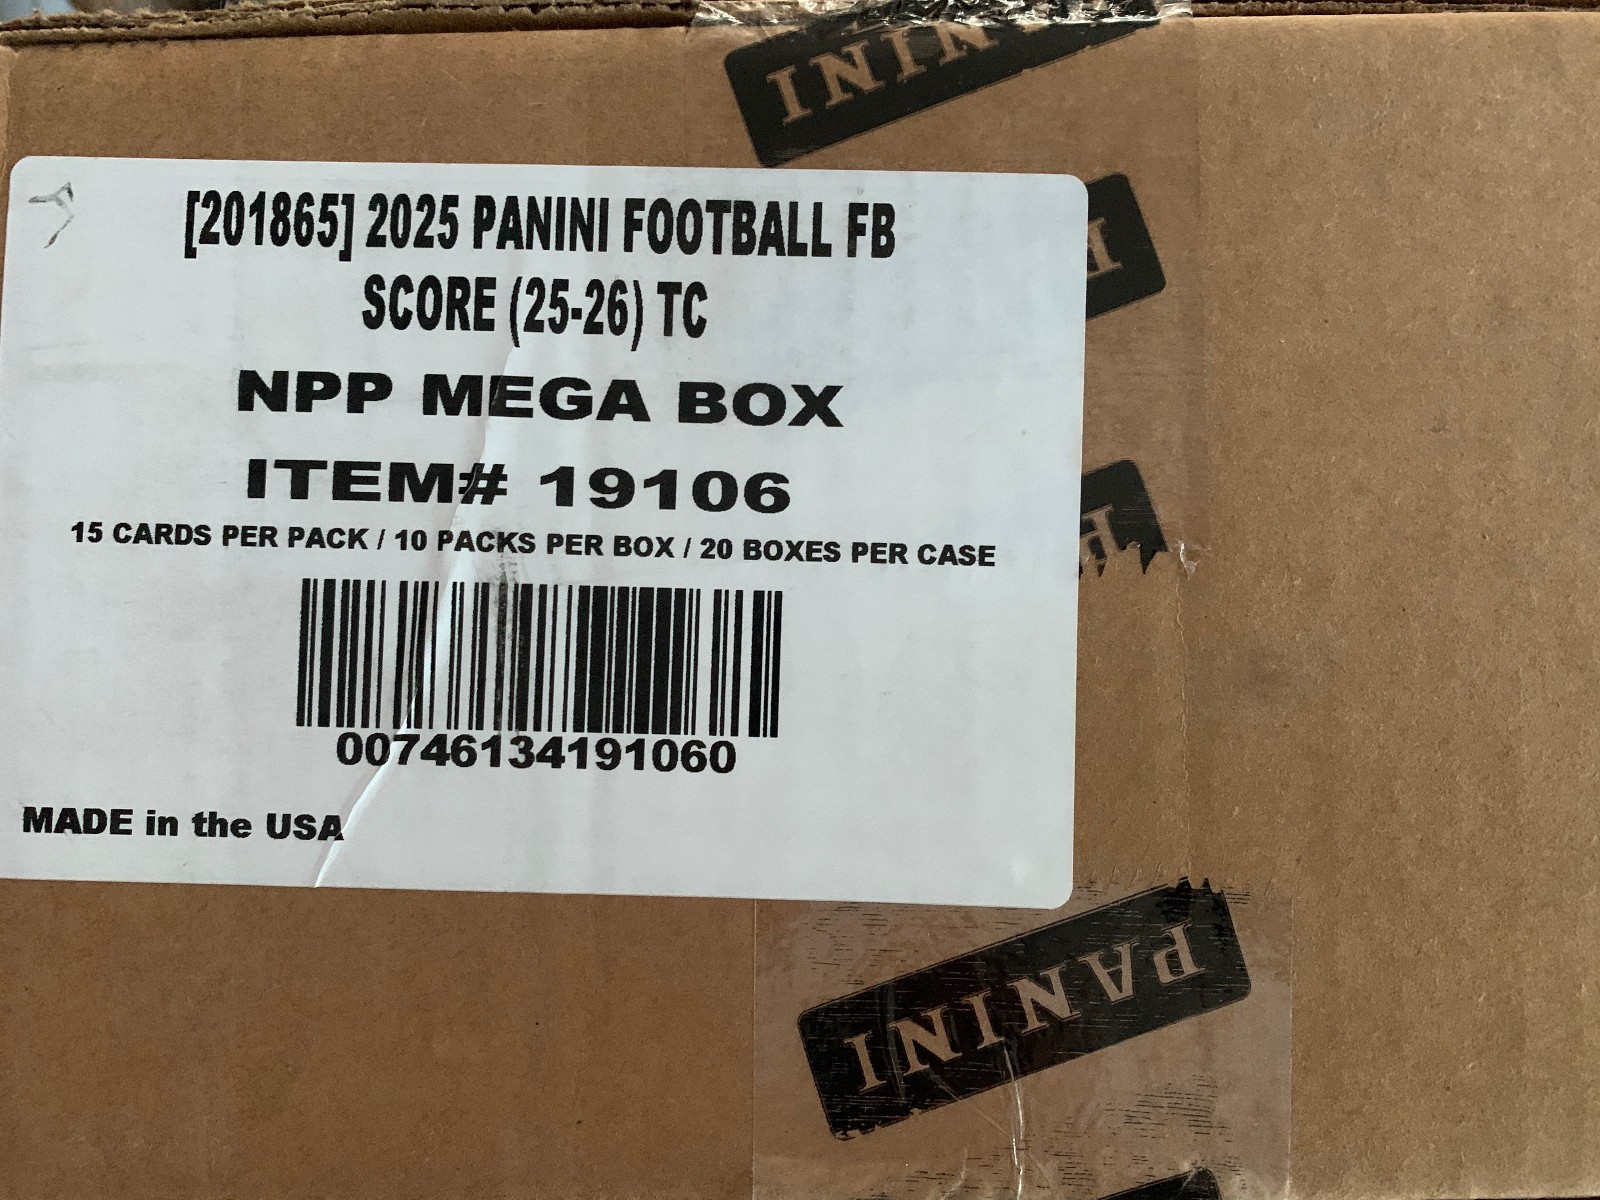 PANINI
[201865] 2025 PANINI FOOTBALL FB
SCORE (25-26) TC
NPP MEGA BOX
ITEM# 19106
15 CARDS PER PACK / 10 PACKS PER BOX / 20 BOXES PER CASE
00746134191060
MADE in the USA
PANINI